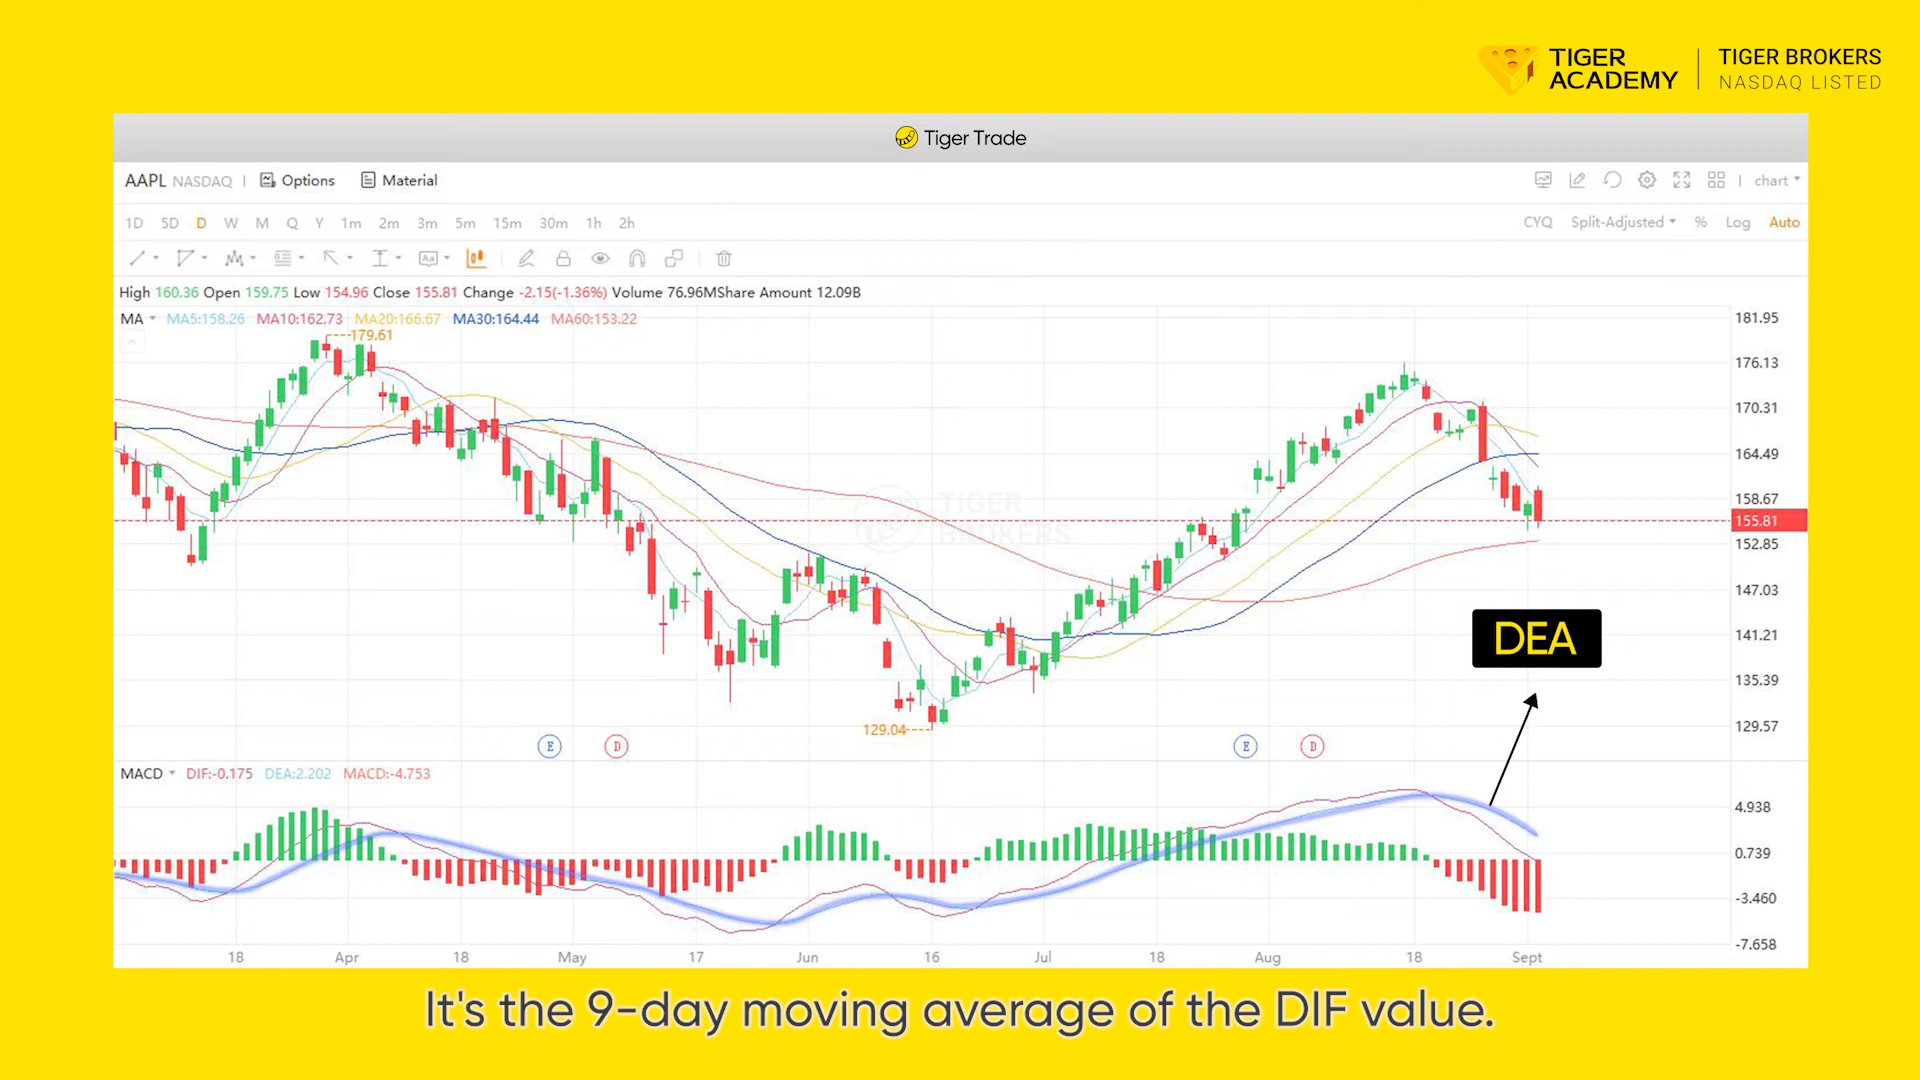 TIGER ACADEMY | TIGER BROKERS NASDAQ LISTED
Tiger Trade
AAPL NASDAQ | Options Material | chart
1D 5D D W M Q Y 1m 2m 3m 5m 15m 30m 1h 2h CYQ Split-Adjusted % Log Auto
High 160.36 Open 159.75 Low 154.96 Close 155.81 Change -2.15(-1.36%) Volume 76.96MShare Amount 12.09B
MA MA5:158.26 MA10:162.73 MA20:166.67 MA30:164.44 MA60:153.22
181.95
179.61
176.13
170.31
164.49
158.67
TIGER BROKERS
155.81
152.85
147.03
141.21
DEA
135.39
129.57
129.04
E D E D
MACD DIF:-0.175 DEA:2.202 MACD:-4.753
4.938
0.739
-3.460
-7.658
18 Apr 18 May 17 Jun 16 Jul 18 Aug 18 Sept
It's the 9-day moving average of the DIF value.